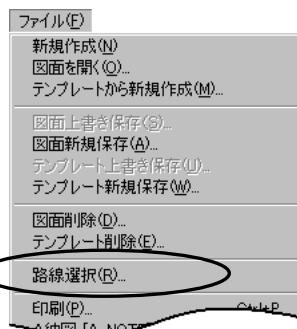 ファイル(F)
新規作成(N)
図面を開く(O)...
テンプレートから新規作成(M)...
図面上書き保存(S)...
図面新規保存(A)...
テンプレート上書き保存(U)...
テンプレート新規保存(W)...
図面削除(D)...
テンプレート削除(E)...
路線選択(R)...
印刷(P)... Ctrl+P